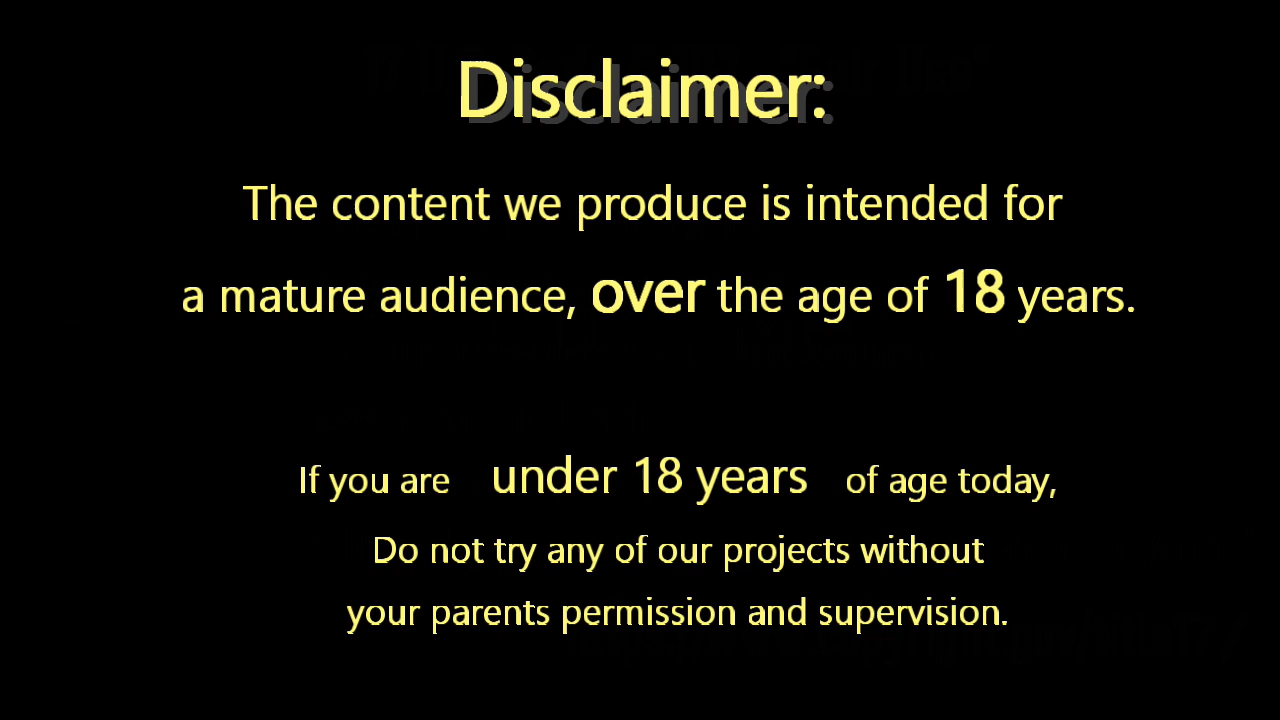 Disclaimer:
The content we produce is intended for
a mature audience, over the age of 18 years.
If you are under 18 years of age today,
Do not try any of our projects without
your parents permission and supervision.